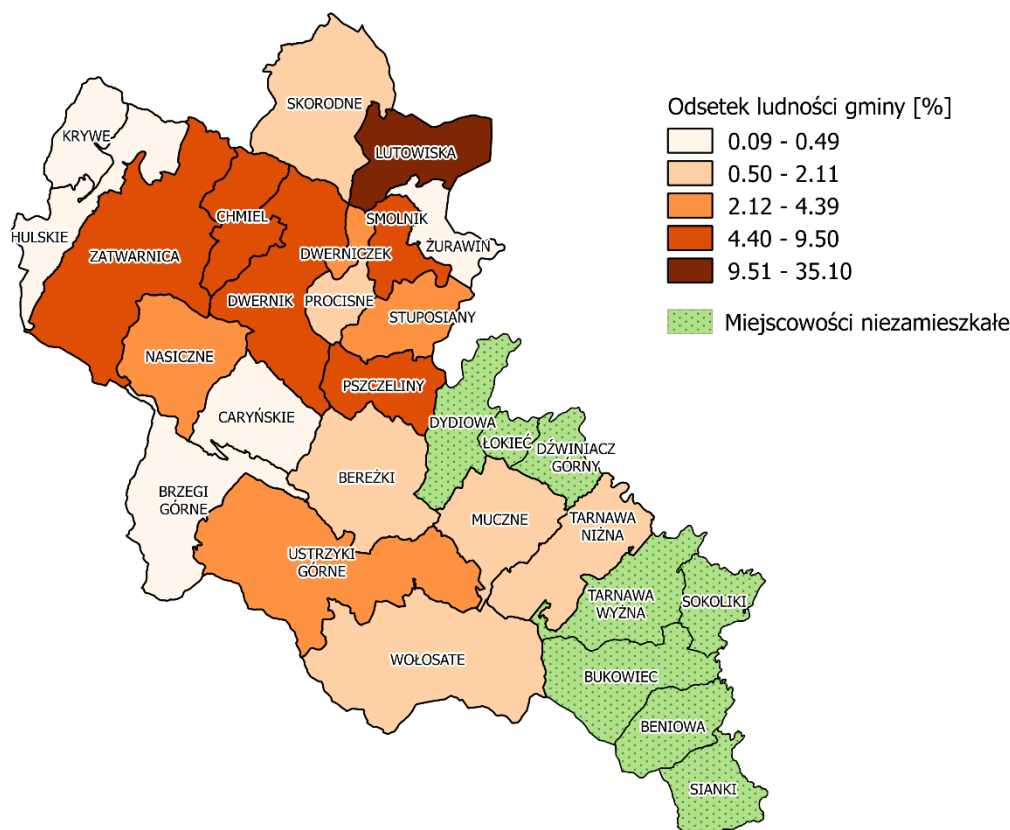 Odsetek ludności gminy [%]
0.09 - 0.49
0.50 - 2.11
2.12 - 4.39
4.40 - 9.50
9.51 - 35.10
Miejscowości niezamieszkałe
SKORODNE
KRYWE
LUTOWISKA
CHMIEL
SMOLNIK
HULSKIE
ZATWARNICA
DWERNICZEK
ŻURAWIN
DWERNIK
PROCISNE
STUPOSIANY
NASICZNE
PSZCZELINY
CARYŃSKIE
DYDIOWA
ŁOKIEĆ
DŹWINIACZ
GÓRNY
BEREŻKI
BRZEGI
GÓRNE
MUCZNE
TARNAWA
NIŻNA
USTRZYKI
GÓRNE
TARNAWA
WYZNA
SOKOLIKI
WOŁOSATE
BUKOWIEC
BENIOWA
SIANKI